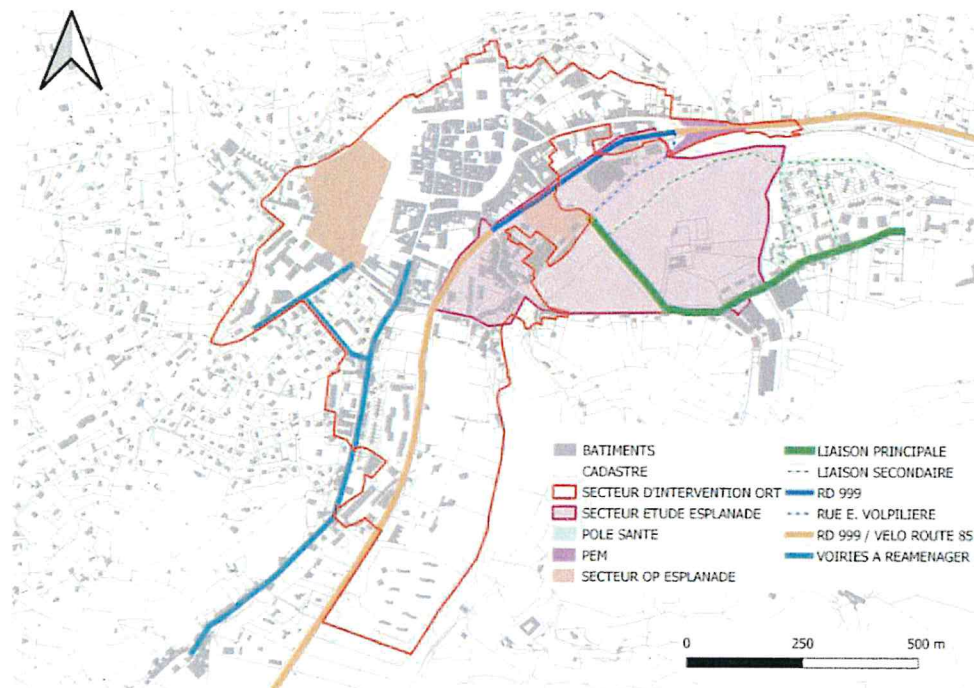 BATIMENTS
CADASTRE
SECTEUR D'INTERVENTION ORT
SECTEUR ETUDE ESPLANADE
POLE SANTE
PEM
SECTEUR OP ESPLANADE
LIAISON PRINCIPALE
LIAISON SECONDAIRE
RD 999
RUE E. VOLPILIERE
RD 999 / VELO ROUTE 85
VOIRIES A REAMENAGER
0 250 500 m